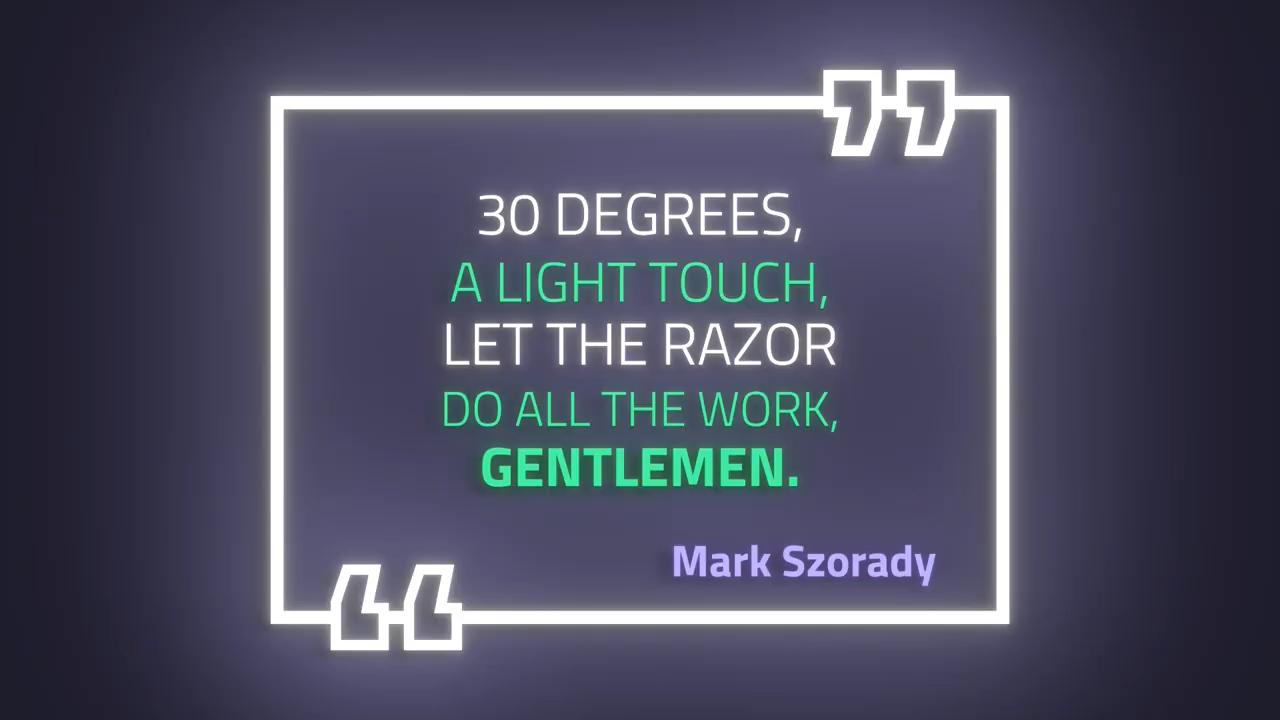 30 DEGREES,
A LIGHT TOUCH,
LET THE RAZOR
DO ALL THE WORK,
GENTLEMEN.
Mark Szorady